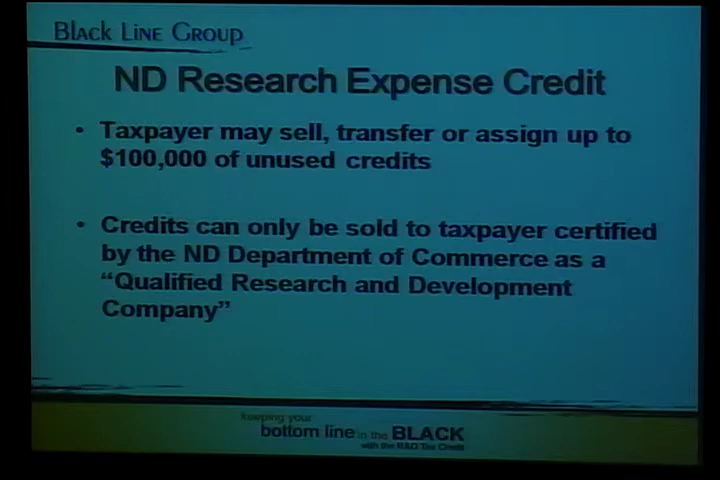 Black Line Group
ND Research Expense Credit
• Taxpayer may sell, transfer or assign up to
$100,000 of unused credits
• Credits can only be sold to taxpayer certified
by the ND Department of Commerce as a
“Qualified Research and Development
Company”
keeping your
bottom line in the BLACK
with the R&D Tax Credit